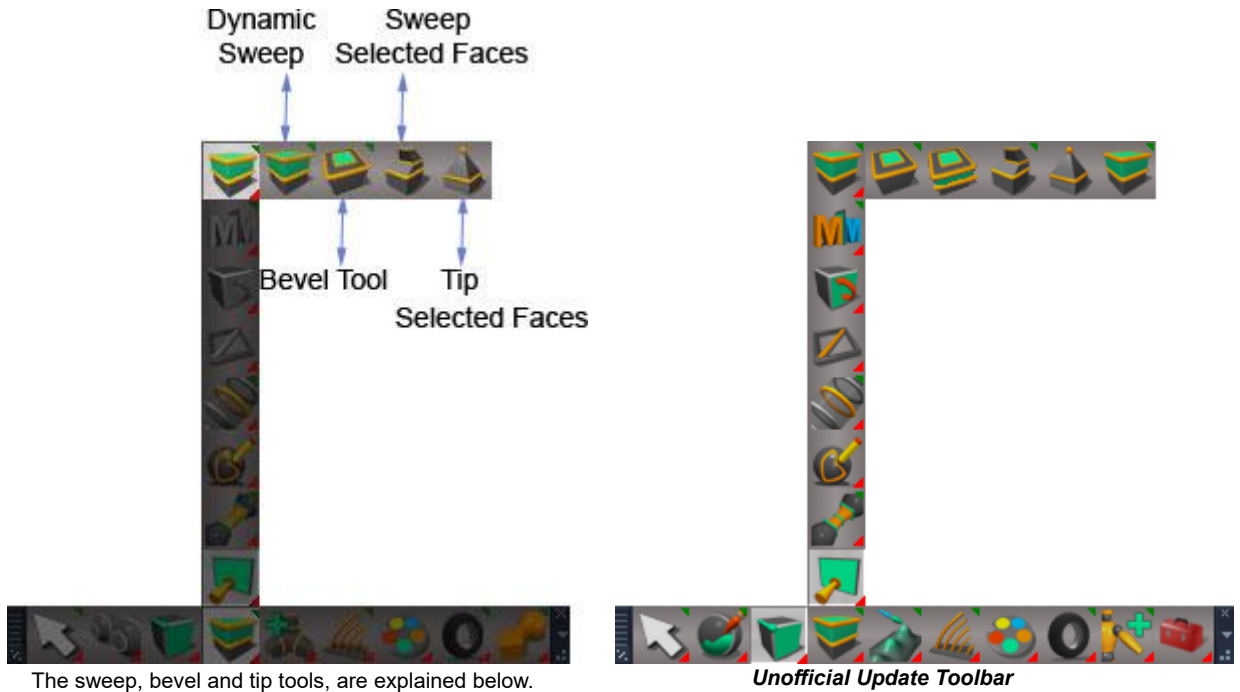 Dynamic Sweep
Sweep Selected Faces
Bevel Tool
Tip
Selected Faces
The sweep, bevel and tip tools, are explained below.
Unofficial Update Toolbar